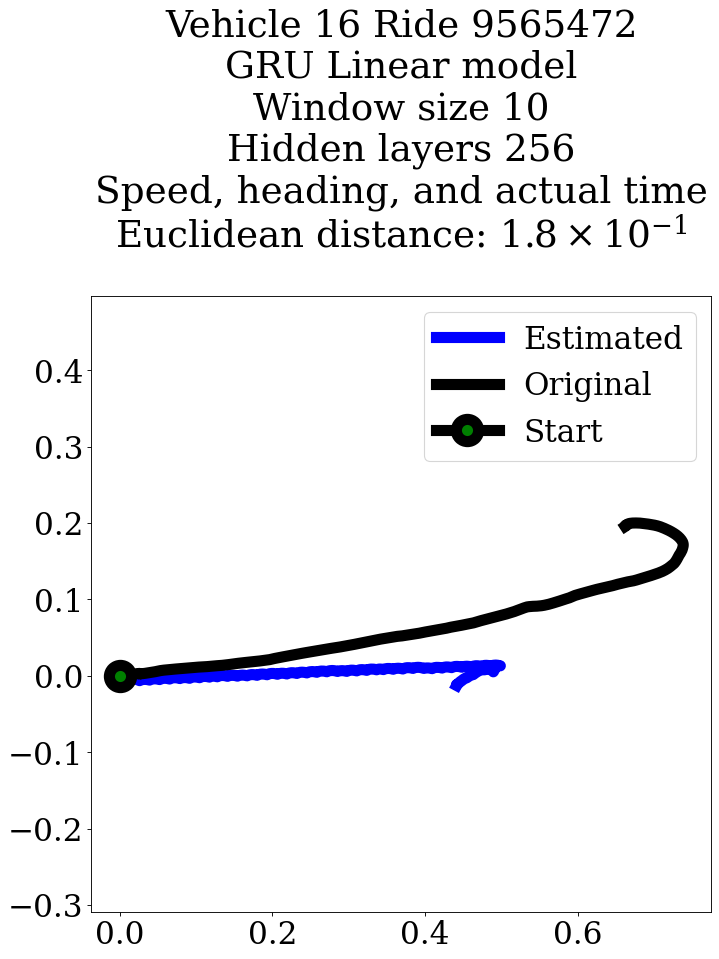 Vehicle 16 Ride 9565472
GRU Linear model
Window size 10
Hidden layers 256
Speed, heading, and actual time
Euclidean distance: 1.8 × 10⁻¹
Estimated
Original
Start
0.4
0.3
0.2
0.1
0.0
−0.1
−0.2
−0.3
0.0 0.2 0.4 0.6